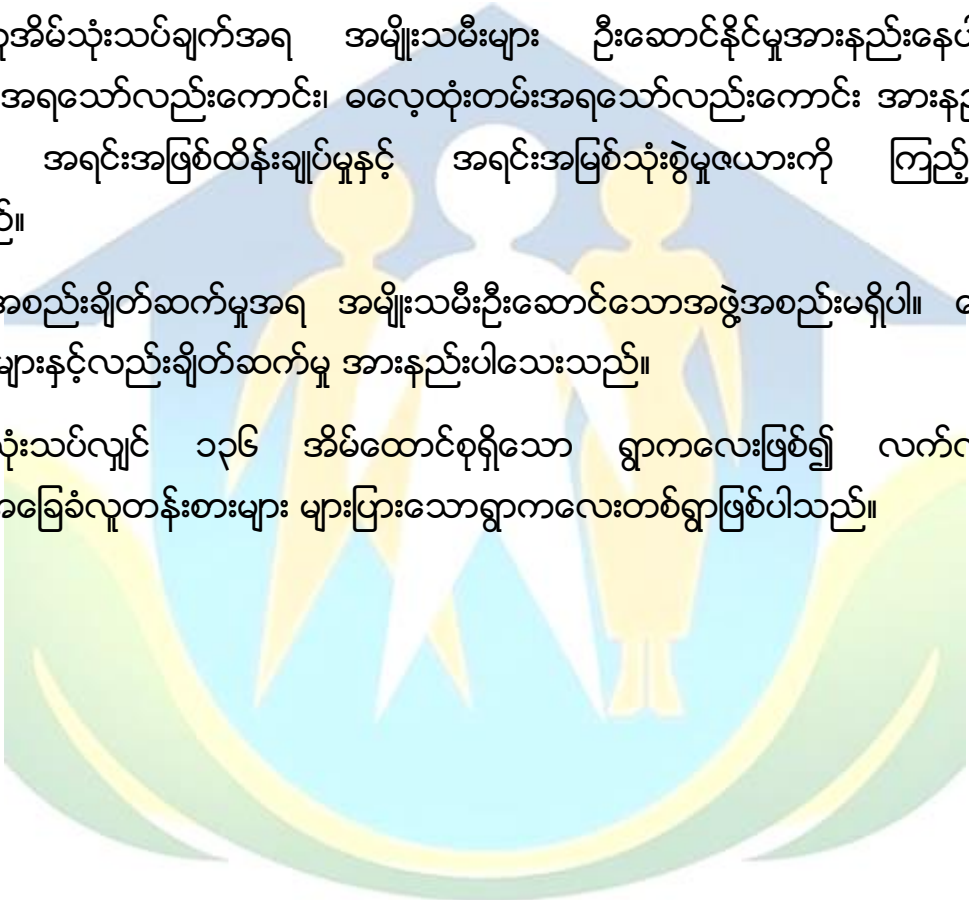 အိမ်သုံးသပ်ချက်အရ အမျိုးသမီးများ ဦးဆောင်နိုင်မှုအားနည်းနေပ
အရသော်လည်းကောင်း၊ ဓလေ့ထုံးတမ်းအရသော်လည်းကောင်း အားနည
အရင်းအဖြစ်ထိန်းချုပ်မှုနှင့် အရင်းအမြစ်သုံးစွဲမှုဇယားကို ကြည့်
ည်။
အစည်းချိတ်ဆက်မှုအရ အမျိုးသမီးဦးဆောင်သောအဖွဲ့အစည်းမရှိပါ။
များနှင့်လည်းချိတ်ဆက်မှု အားနည်းပါသေးသည်။
လုံးသပ်လျှင် ၁၃၆ အိမ်ထောင်စုရှိသော ရွာကလေးဖြစ်၍ လက်
အခြေခံလူတန်းစားများ များပြားသောရွာကလေးတစ်ရွာဖြစ်ပါသည်။